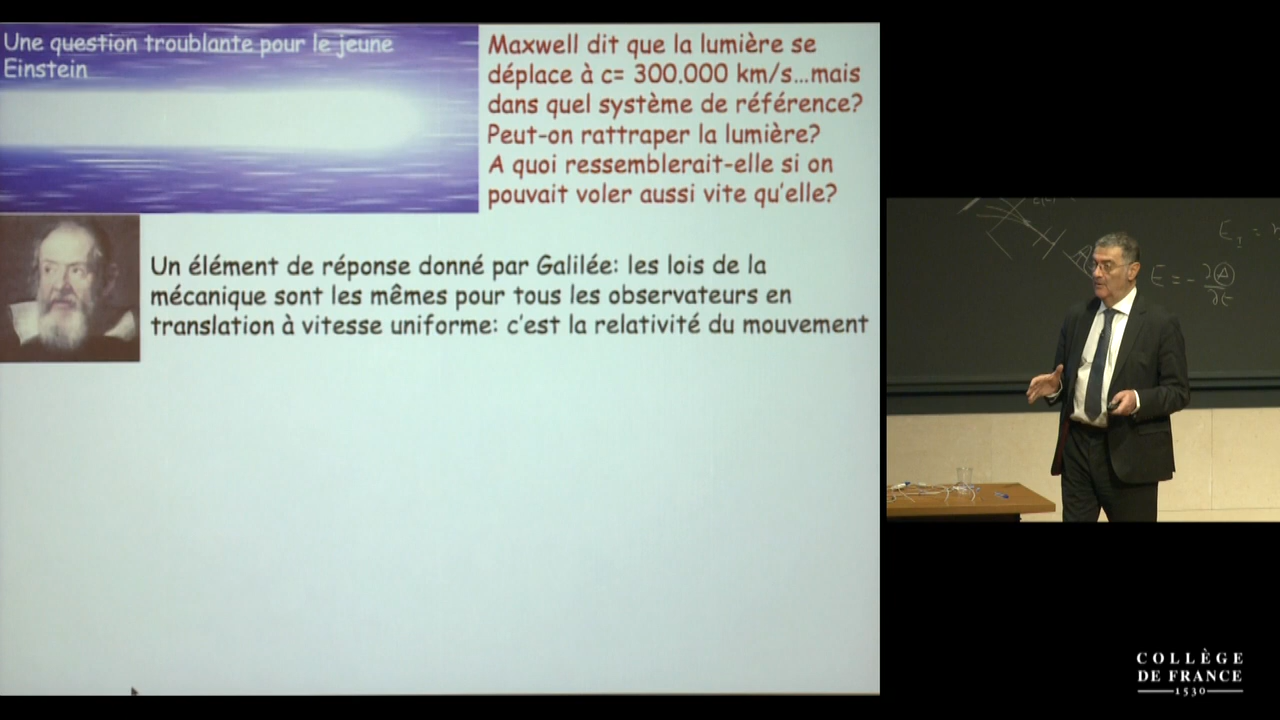 Une question troublante pour le jeune
Einstein
Maxwell dit que la lumière se
déplace à c= 300.000 km/s...mais
dans quel système de référence?
Peut-on rattraper la lumière?
A quoi ressemblerait-elle si on
pouvait voler aussi vite qu'elle?
Un élément de réponse donné par Galilée: les lois de la
mécanique sont les mêmes pour tous les observateurs en
translation à vitesse uniforme: c'est la relativité du mouvement
E = - ∂A/∂t
COLLÈGE
DE FRANCE
1530